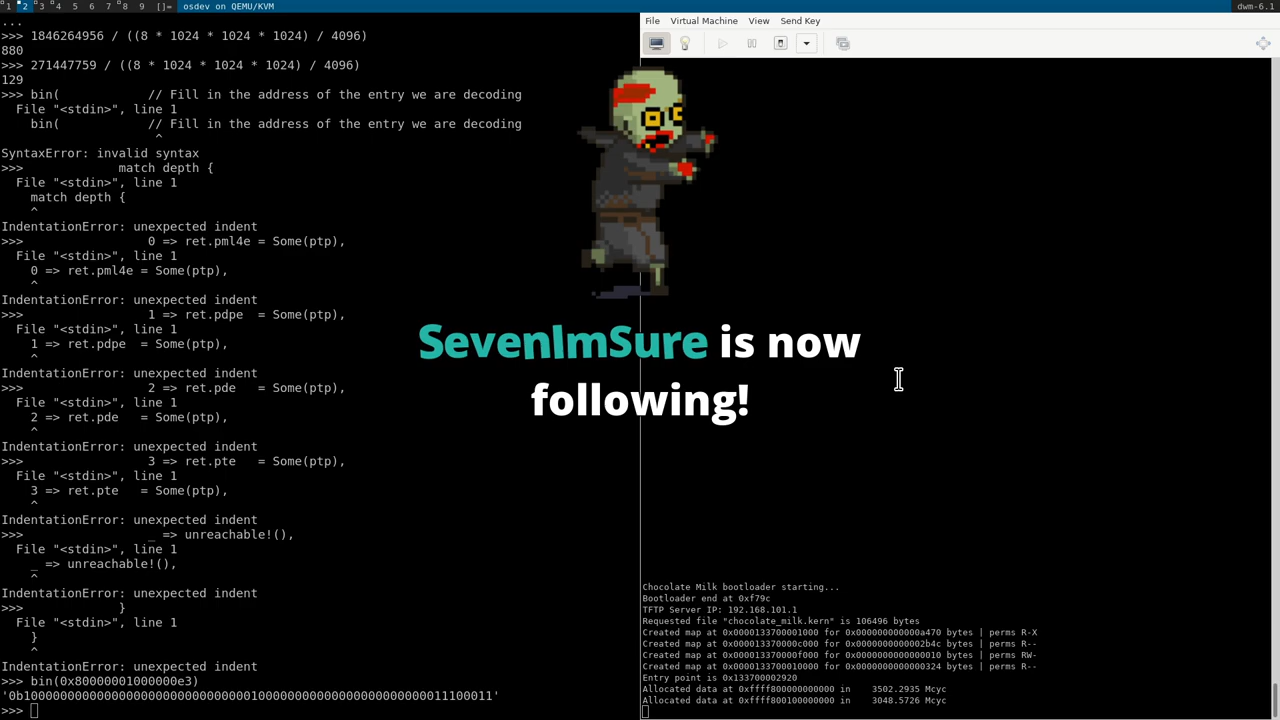 1 2 3 4 5 6 7 8 9 []= osdev on QEMU/KVM dwm-6.1
...
>>> 1846264936 / ((8 * 1024 * 1024 * 1024) / 4096)
880
>>> 271447759 / ((8 * 1024 * 1024 * 1024) / 4096)
129
>>> bin(            // Fill in the address of the entry we are decoding
  File "<stdin>", line 1
    bin(            // Fill in the address of the entry we are decoding
                     ^
SyntaxError: invalid syntax
>>>             match depth {
  File "<stdin>", line 1
    match depth {
    ^
IndentationError: unexpected indent
>>>                 0 => ret.pml4e = Some(ptp),
  File "<stdin>", line 1
    0 => ret.pml4e = Some(ptp),
    ^
IndentationError: unexpected indent
>>>                 1 => ret.pdpe  = Some(ptp),
  File "<stdin>", line 1
    1 => ret.pdpe  = Some(ptp),
    ^
IndentationError: unexpected indent
>>>                 2 => ret.pde   = Some(ptp),
  File "<stdin>", line 1
    2 => ret.pde   = Some(ptp),
    ^
IndentationError: unexpected indent
>>>                 3 => ret.pte   = Some(ptp),
  File "<stdin>", line 1
    3 => ret.pte   = Some(ptp),
    ^
IndentationError: unexpected indent
>>>                 _ => unreachable!(),
  File "<stdin>", line 1
    _ => unreachable!(),
    ^
IndentationError: unexpected indent
>>>             }
  File "<stdin>", line 1
    }
    ^
IndentationError: unexpected indent
>>> bin(0x80000001000000e3)
>>>
File Virtual Machine View Send Key
SevenImSure is now
following!
Chocolate Milk bootloader starting...
Bootloader end at 0xf79c
TFTP Server IP: 192.168.101.1
Requested file "chocolate_milk.kern" is 106496 bytes
Created map at 0x0000133700001000 for 0x000000000000a470 bytes | perms R-X
Created map at 0x000013370000c000 for 0x0000000000002b4c bytes | perms R--
Created map at 0x000013370000f000 for 0x0000000000000010 bytes | perms RW-
Created map at 0x0000133700010000 for 0x0000000000000324 bytes | perms R--
Entry point is 0x133700002920
Allocated data at 0xffff800000000000 in    3502.2935 Mcyc
Allocated data at 0xffff800100000000 in    3048.5726 Mcyc